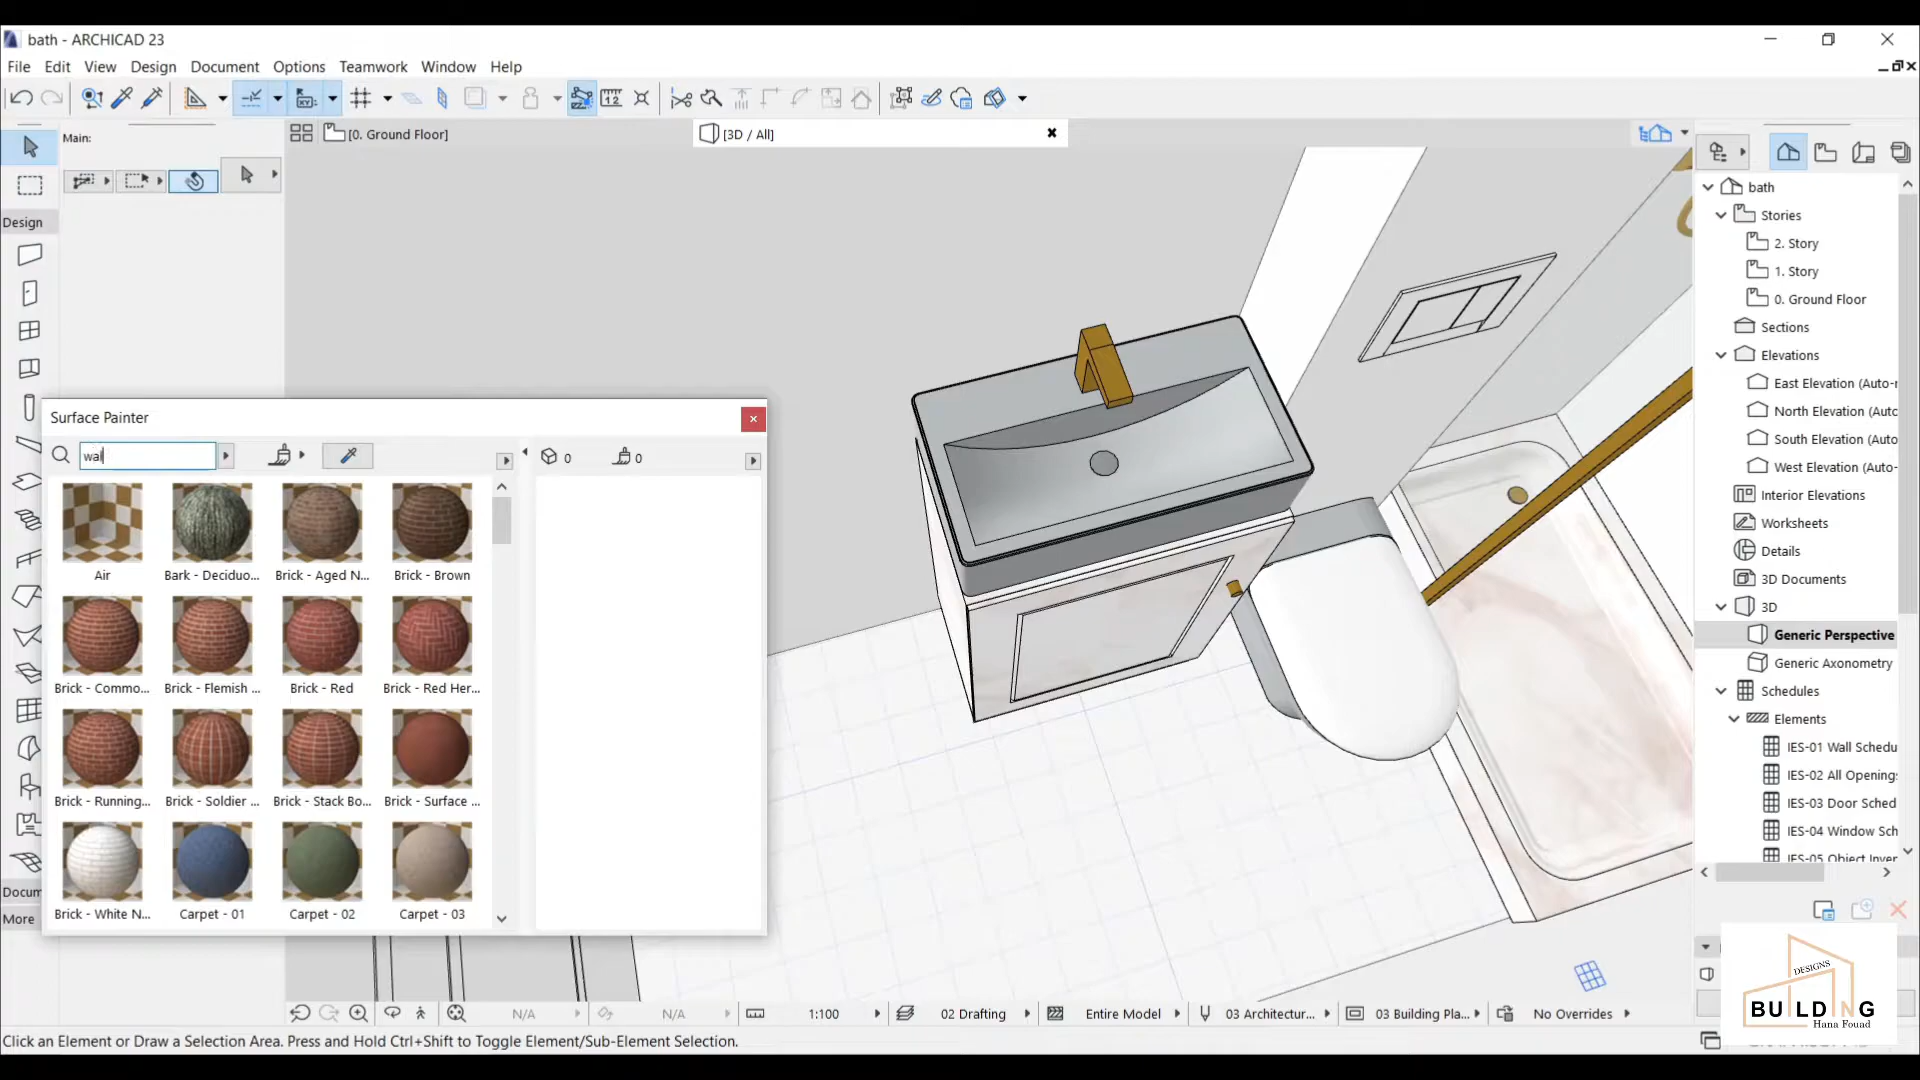 bath - ARCHICAD 23
File Edit View Design Document Options Teamwork Window Help
Main:
[0. Ground Floor]
[3D / All]
Design
Surface Painter
wal
0
0
Air
Bark - Deciduo...
Brick - Aged N...
Brick - Brown
Brick - Commo...
Brick - Flemish ...
Brick - Red
Brick - Red Her...
Brick - Running...
Brick - Soldier ...
Brick - Stack Bo...
Brick - Surface ...
Brick - White N...
Carpet - 01
Carpet - 02
Carpet - 03
Docum
More
bath
Stories
2. Story
1. Story
0. Ground Floor
Sections
Elevations
East Elevation (Auto-r
North Elevation (Autc
South Elevation (Auto
West Elevation (Auto-
Interior Elevations
Worksheets
Details
3D Documents
3D
Generic Perspective
Generic Axonometry
Schedules
Elements
IES-01 Wall Schedu
IES-02 All Openings
IES-03 Door Sched
IES-04 Window Sch
IES-05 Object Inver
DESIGNS
BUILDING
Hana Fouad
N/A
N/A
1:100
02 Drafting
Entire Model
03 Architectur...
03 Building Pla...
No Overrides
Click an Element or Draw a Selection Area. Press and Hold Ctrl+Shift to Toggle Element/Sub-Element Selection.